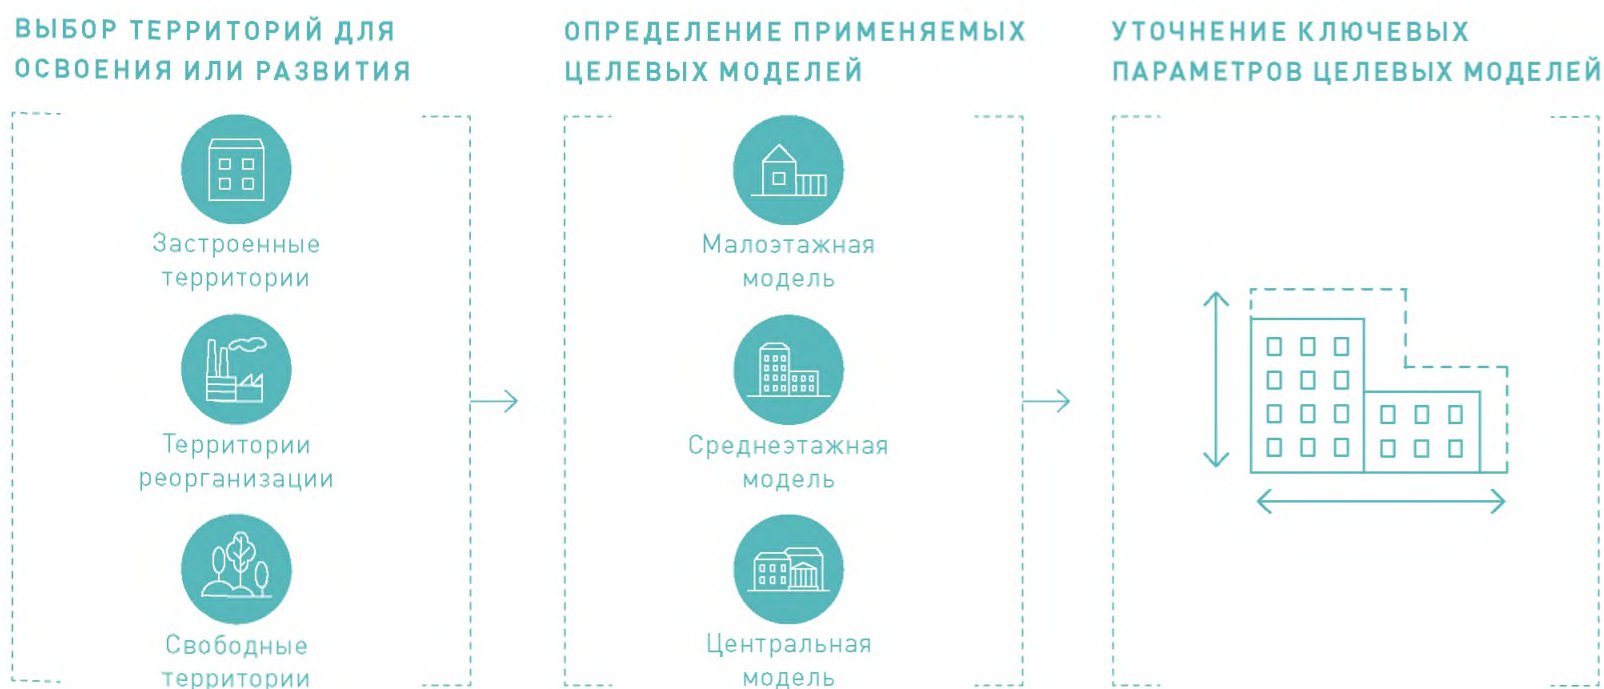 ВЫБОР ТЕРРИТОРИЙ ДЛЯ
ОСВОЕНИЯ ИЛИ РАЗВИТИЯ
Застроенные
территории
Территории
реорганизации
Свободные
территории
ОПРЕДЕЛЕНИЕ ПРИМЕНЯЕМЫХ
ЦЕЛЕВЫХ МОДЕЛЕЙ
Малоэтажная
модель
Среднеэтажная
модель
Центральная
модель
УТОЧНЕНИЕ КЛЮЧЕВЫХ
ПАРАМЕТРОВ ЦЕЛЕВЫХ МОДЕЛЕЙ